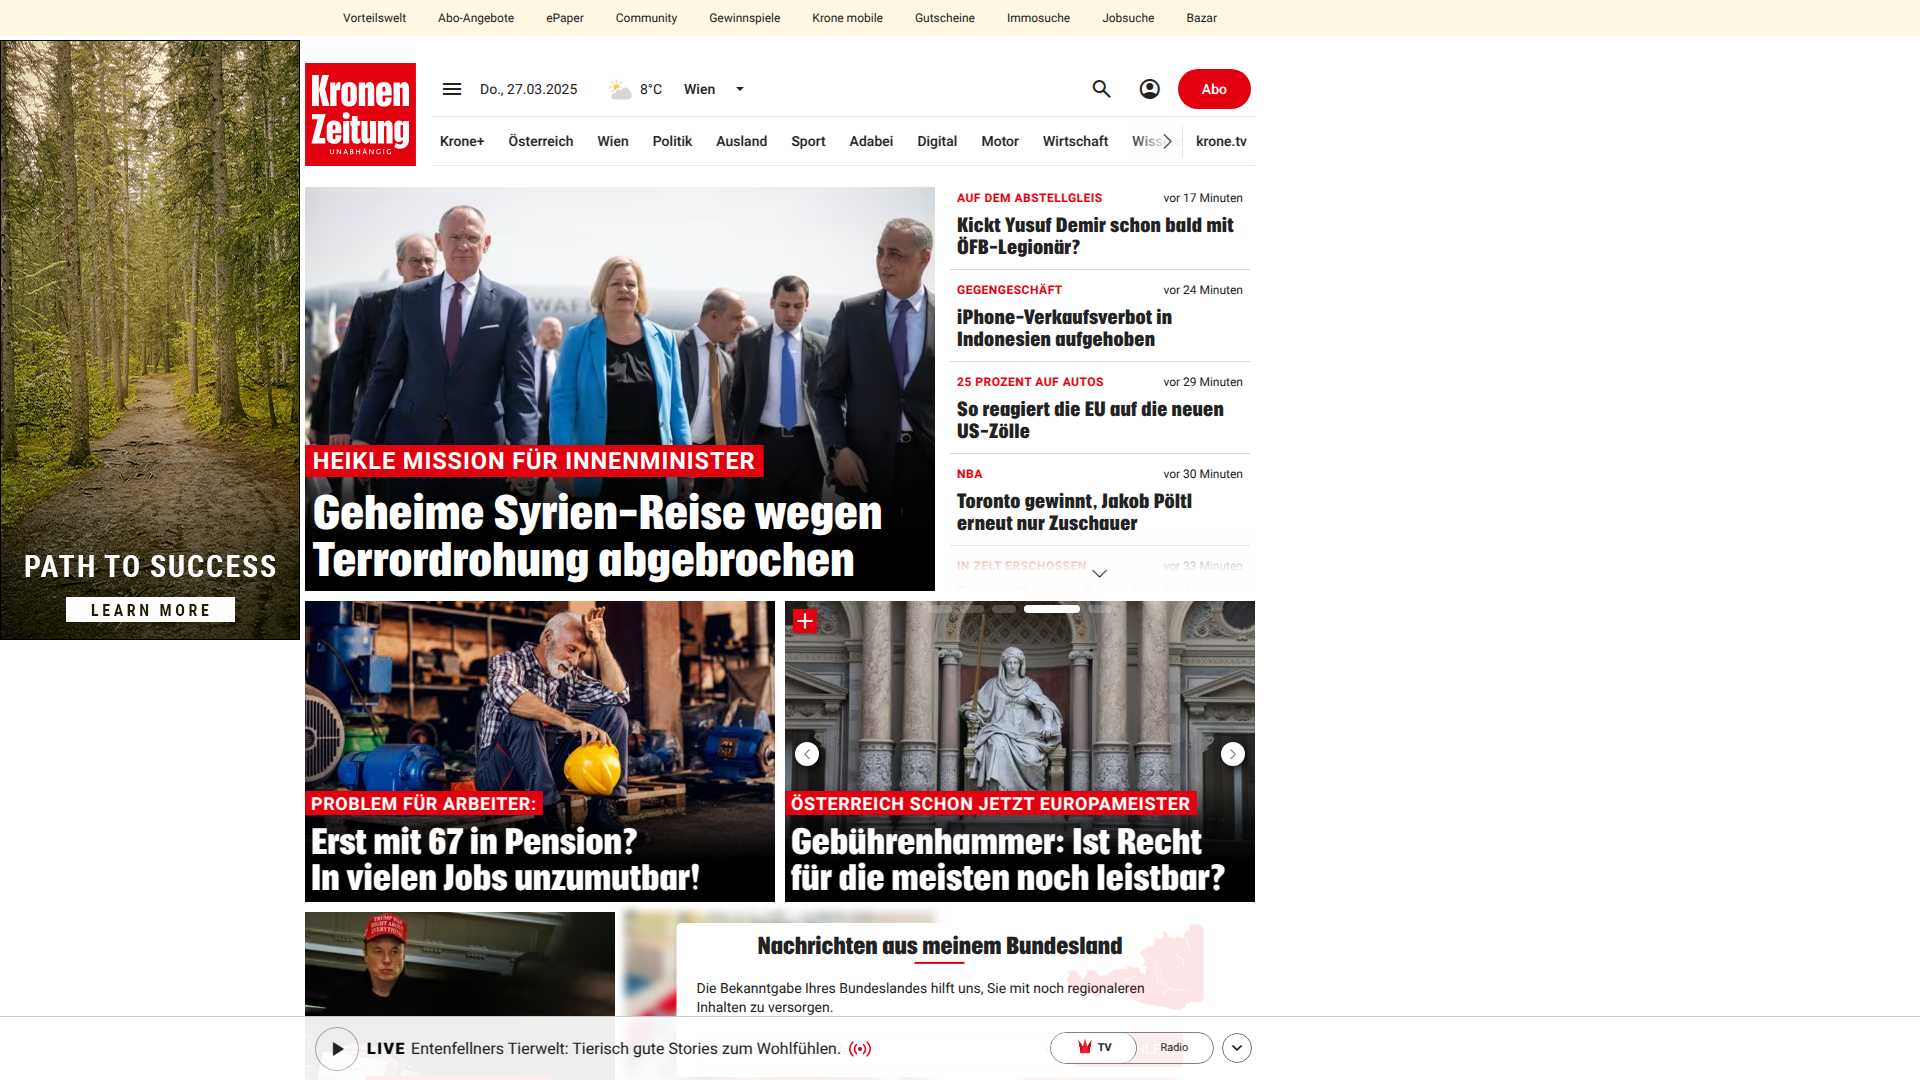 Vorteilswelt Abo-Angebote ePaper Community Gewinnspiele Krone mobile Gutscheine Immosuche Jobsuche Bazar
Kronen
Zeitung
UNABHÄNGIG
Do., 27.03.2025 8°C Wien Abo
Krone+ Österreich Wien Politik Ausland Sport Adabei Digital Motor Wirtschaft Wiss krone.tv
HEIKLE MISSION FÜR INNENMINISTER
Geheime Syrien-Reise wegen
Terrordrohung abgebrochen
AUF DEM ABSTELLGLEIS vor 17 Minuten
Kickt Yusuf Demir schon bald mit
ÖFB-Legionär?
GEGENGESCHÄFT vor 24 Minuten
iPhone-Verkaufsverbot in
Indonesien aufgehoben
25 PROZENT AUF AUTOS vor 29 Minuten
So reagiert die EU auf die neuen
US-Zölle
NBA vor 30 Minuten
Toronto gewinnt, Jakob Pöltl
erneut nur Zuschauer
IN ZELT ERSCHOSSEN vor 33 Minuten
PATH TO SUCCESS
LEARN MORE
PROBLEM FÜR ARBEITER:
Erst mit 67 in Pension?
In vielen Jobs unzumutbar!
ÖSTERREICH SCHON JETZT EUROPAMEISTER
Gebührenhammer: Ist Recht
für die meisten noch leistbar?
TRUMP WAS
RIGHT ABOUT
EVERYTHING
Nachrichten aus meinem Bundesland
Die Bekanntgabe Ihres Bundeslandes hilft uns, Sie mit noch regionaleren
Inhalten zu versorgen.
LIVE Entenfellners Tierwelt: Tierisch gute Stories zum Wohlfühlen. TV Radio